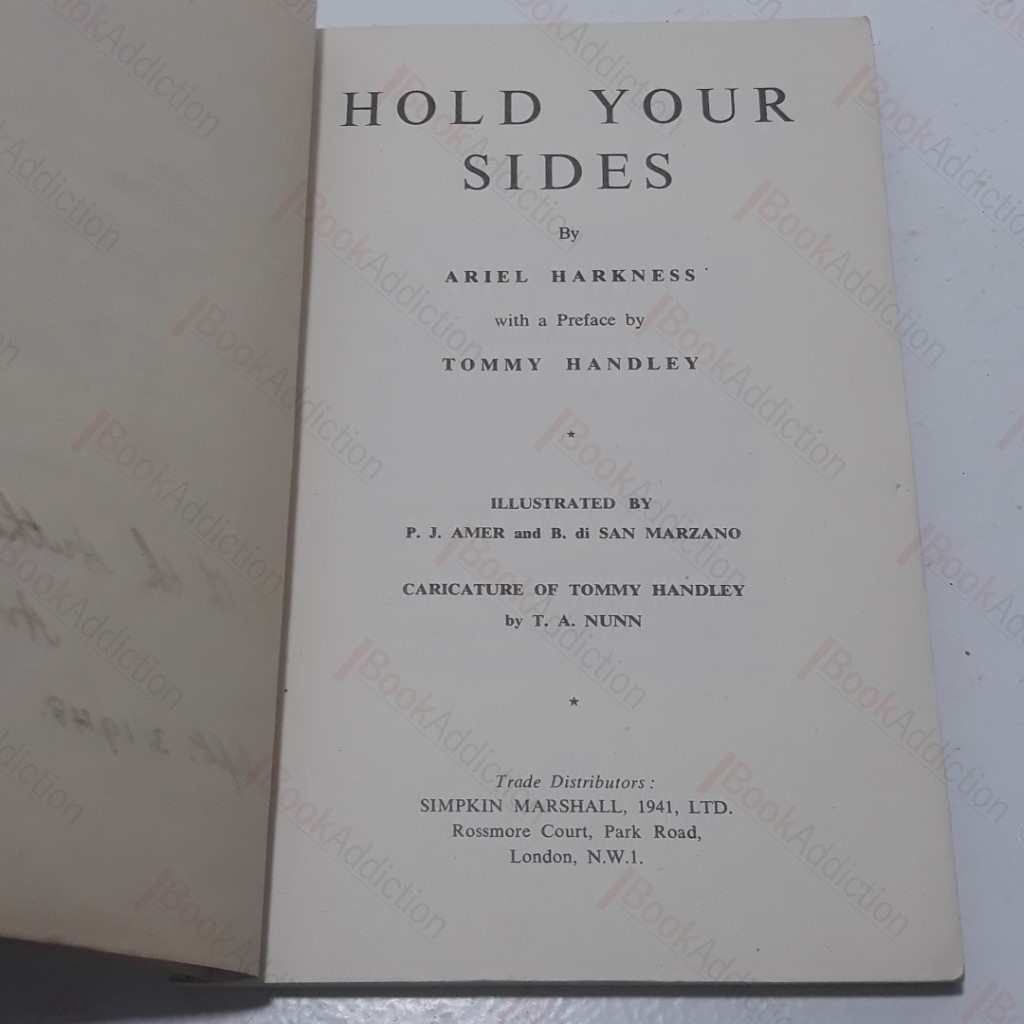 HOLD YOUR
SIDES
By
ARIEL HARKNESS
with a Preface by
TOMMY HANDLEY
*
ILLUSTRATED BY
P. J. AMER and B. di SAN MARZANO
CARICATURE OF TOMMY HANDLEY
by T. A. NUNN
*
Trade Distributors :
SIMPKIN MARSHALL, 1941, LTD.
Rossmore Court, Park Road,
London, N.W.1.
BookAddiction